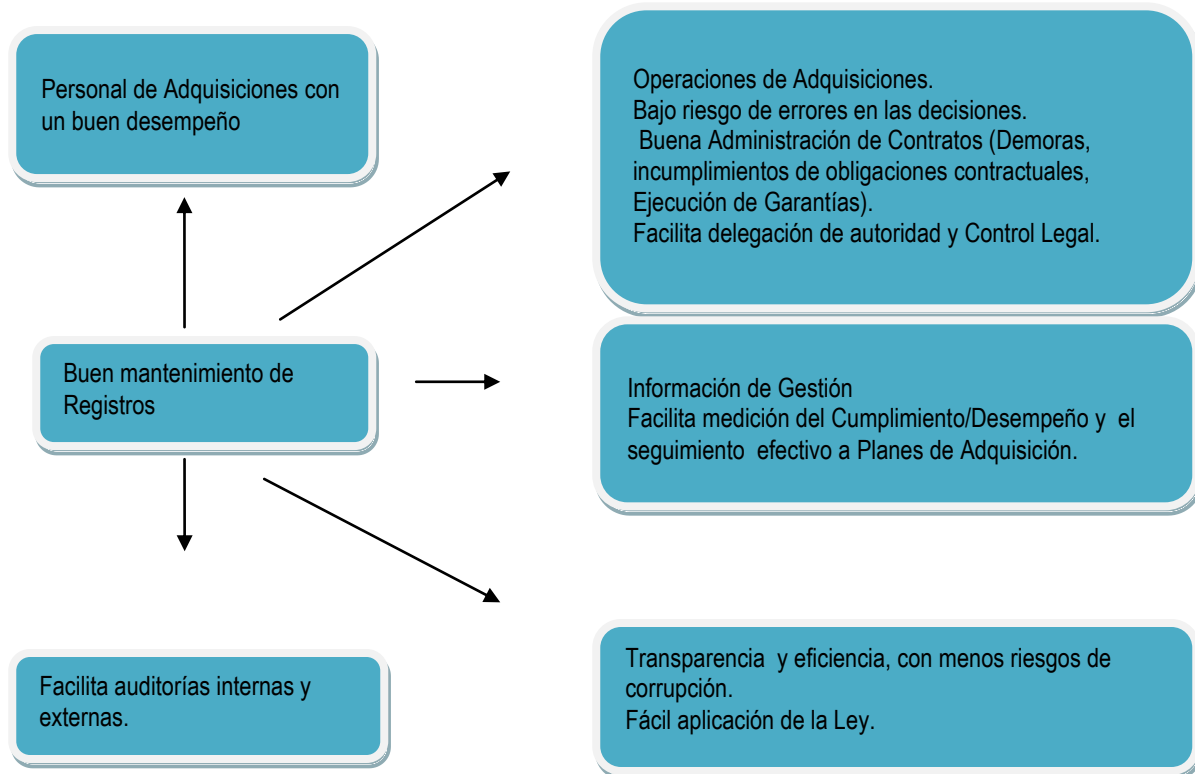 Personal de Adquisiciones con
un buen desempeño
Operaciones de Adquisiciones.
Bajo riesgo de errores en las decisiones.
Buena Administración de Contratos (Demoras,
incumplimientos de obligaciones contractuales,
Ejecución de Garantías).
Facilita delegación de autoridad y Control Legal.
Buen mantenimiento de
Registros
Información de Gestión
Facilita medición del Cumplimiento/Desempeño y el
seguimiento efectivo a Planes de Adquisición.
Facilita auditorías internas y
externas.
Transparencia y eficiencia, con menos riesgos de
corrupción.
Fácil aplicación de la Ley.